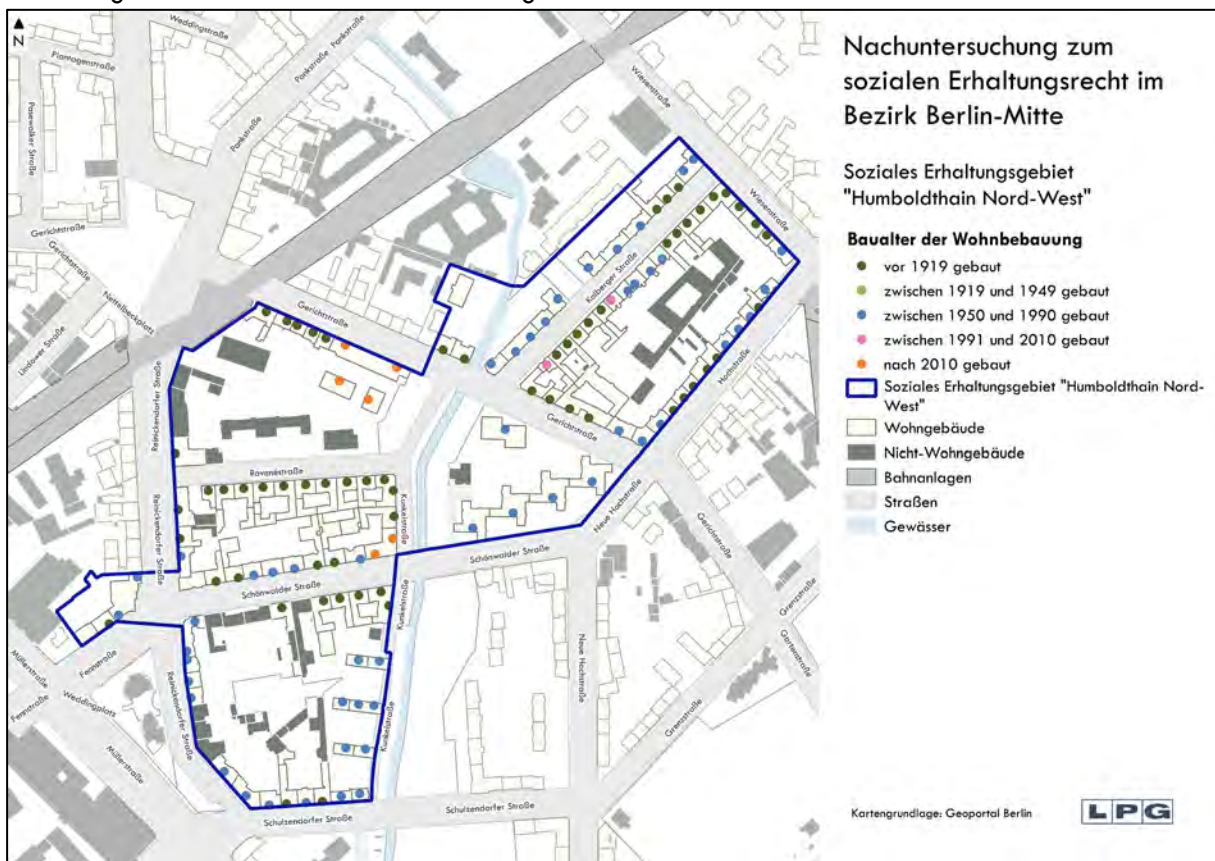 N
Weddingstraße
Plantagenstraße
Pankstraße
Pankstraße
Pasewalker Straße
Wiesenstraße
Wiesenstraße
Gerichtstraße
Gerichtstraße
Nettelbeckplatz
Lindower Straße
Gerichtstraße
Kolberger Straße
Hochstraße
Reinickendorfer Straße
Gerichtstraße
Ravenéstraße
Kunkelstraße
Neue Hochstraße
Gerichtstraße
Reinickendorfer Straße
Schönwalder Straße
Schönwalder Straße
Kunkelstraße
Grenzstraße
Gartenstraße
Müllerstraße
Fennstraße
Fennstraße
Weddingplatz
Reinickendorfer Straße
Neue Hochstraße
Müllerstraße
Kunkelstraße
Grenzstraße
Schulzendorfer Straße
Schulzendorfer Straße
Nachuntersuchung zum
sozialen Erhaltungsrecht im
Bezirk Berlin-Mitte
Soziales Erhaltungsgebiet
"Humboldthain Nord-West"
Baualter der Wohnbebauung
vor 1919 gebaut
zwischen 1919 und 1949 gebaut
zwischen 1950 und 1990 gebaut
zwischen 1991 und 2010 gebaut
nach 2010 gebaut
Soziales Erhaltungsgebiet "Humboldthain Nord-
West"
Wohngebäude
Nicht-Wohngebäude
Bahnanlagen
Straßen
Gewässer
Kartengrundlage: Geoportal Berlin
LPG